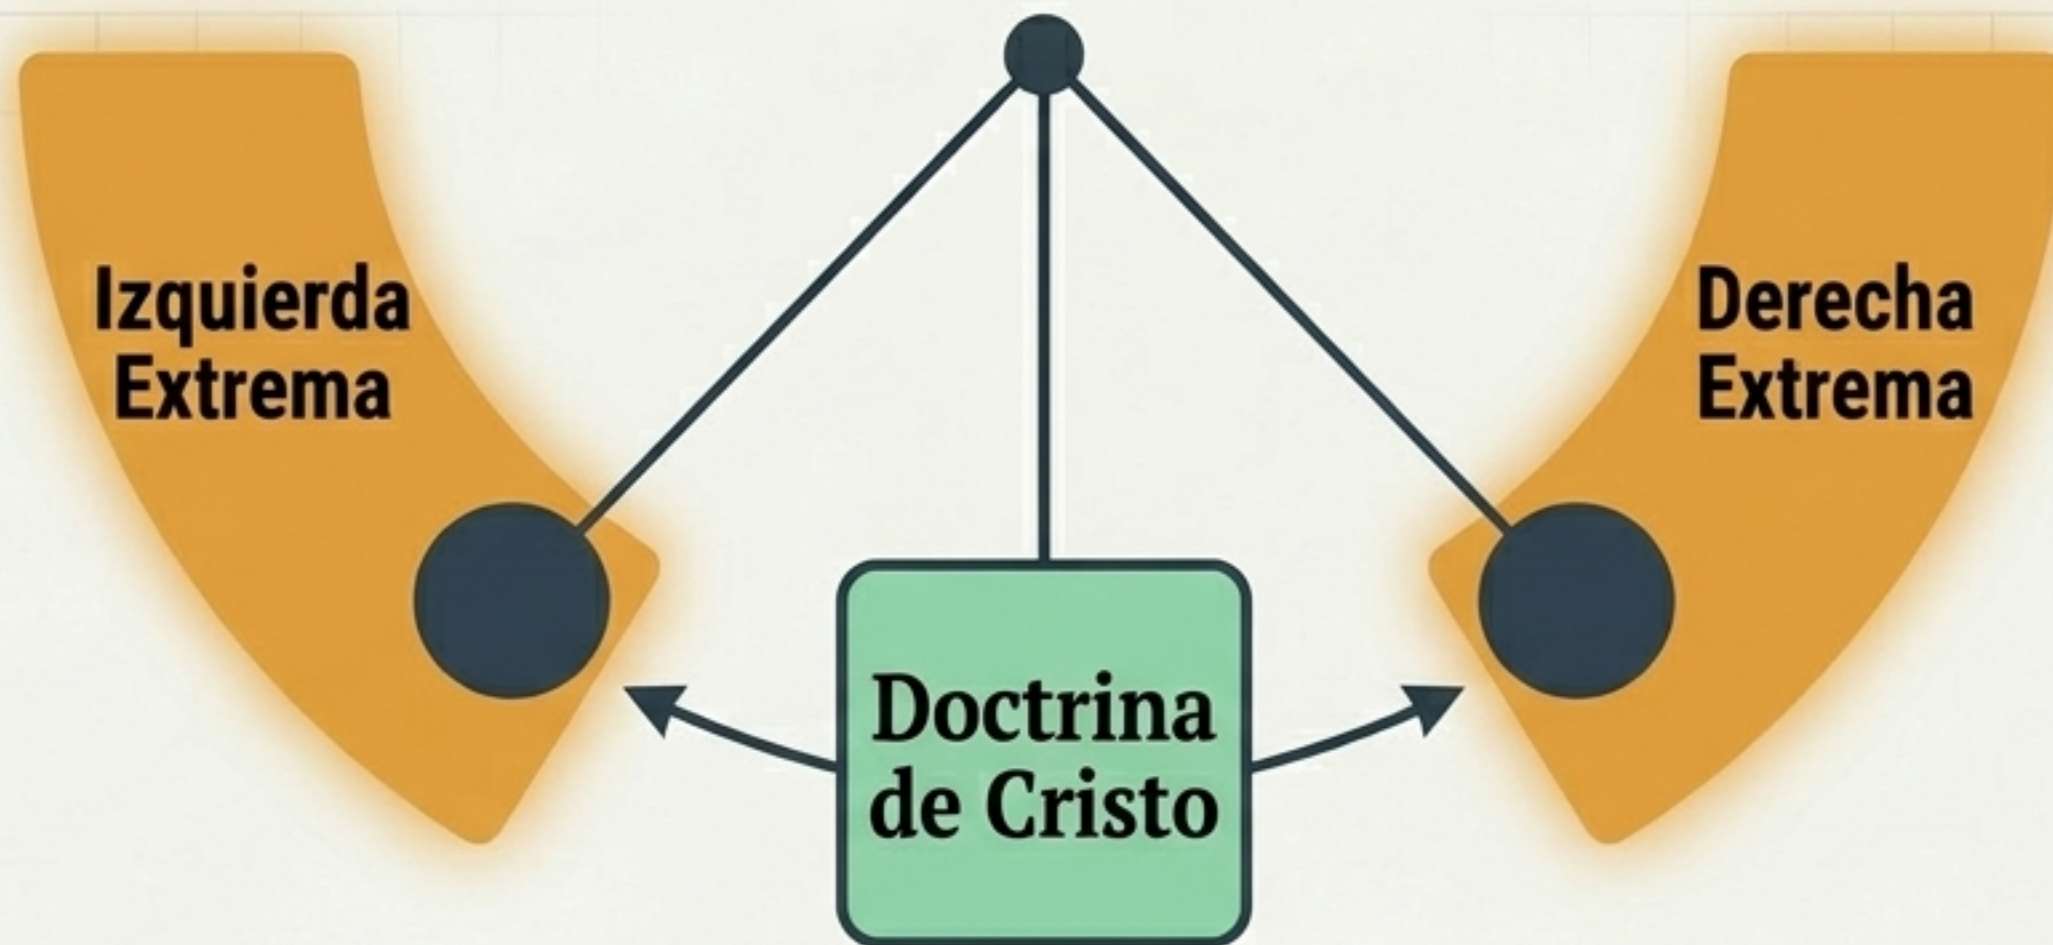 Izquierda
Extrema
Derecha
Extrema
Doctrina
de Cristo